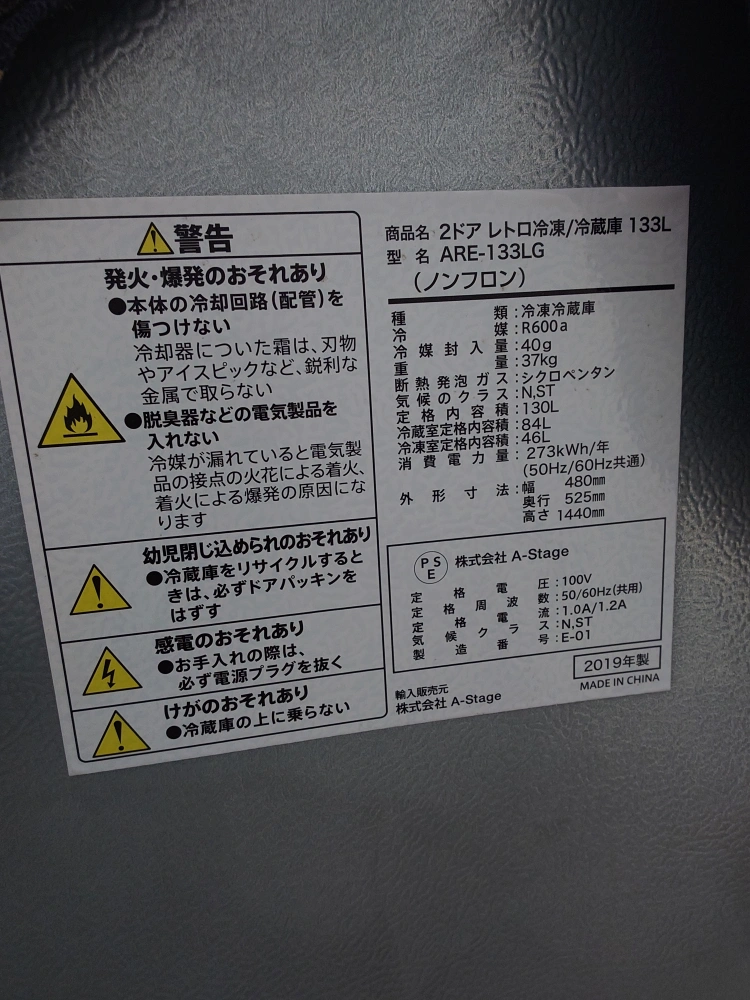 警告
発火・爆発のおそれあり
●本体の冷却回路(配管)を
傷つけない
冷却器についた霜は、刃物
やアイスピックなど、鋭利な
金属で取らない
●脱臭器などの電気製品を
入れない
冷媒が漏れていると電気製
品の接点の火花による着火、
着火による爆発の原因にな
ります
幼児閉じ込められのおそれあり
●冷蔵庫をリサイクルすると
きは、必ずドアパッキンを
はずす
感電のおそれあり
●お手入れの際は、
必ず電源プラグを抜く
けがのおそれあり
●冷蔵庫の上に乗らない
商品名 2ドア レトロ冷凍/冷蔵庫 133L
型名 ARE-133LG
(ノンフロン)
種類:冷凍冷蔵庫
冷媒:R600a
冷媒封入量:40g
重量:37kg
断熱発泡ガス:シクロペンタン
気候のクラス:N,ST
定格内容積:130L
冷蔵室定格内容積:84L
冷凍室定格内容積:46L
消費電力量:273kWh/年
(50Hz/60Hz共通)
外形寸法:幅 480mm
奥行 525mm
高さ 1440mm
PSE 株式会社 A-Stage
定格電圧:100V
定格周波数:50/60Hz(共用)
定格電流:1.0A/1.2A
気候クラス:N,ST
製造番号:E-01
2019年製
MADE IN CHINA
輸入販売元
株式会社 A-Stage